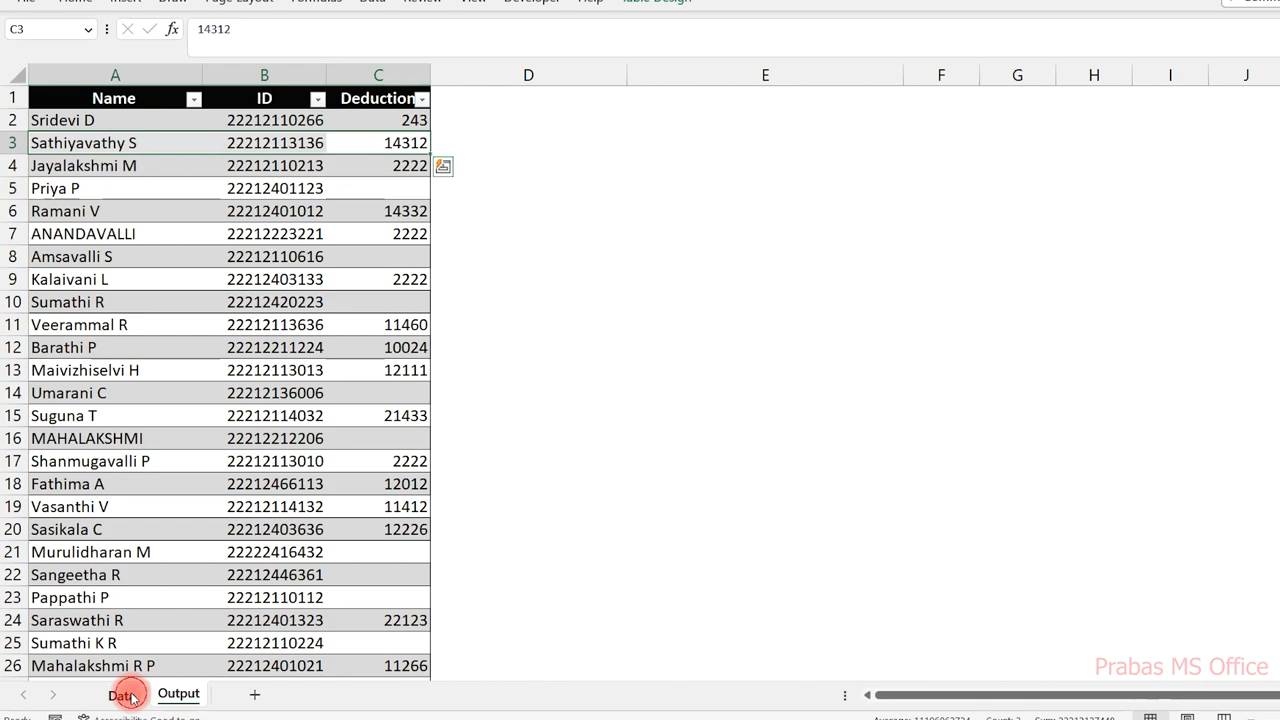 C3 fx 14312
A B C D E F G H I J
1 Name ID Deduction
2 Sridevi D 22212110266 243
3 Sathiyavathy S 22212113136 14312
4 Jayalakshmi M 22212110213 2222
5 Priya P 22212401123
6 Ramani V 22212401012 14332
7 ANANDAVALLI 22212223221 2222
8 Amsavalli S 22212110616
9 Kalaivani L 22212403133 2222
10 Sumathi R 22212420223
11 Veerammal R 22212113636 11460
12 Barathi P 22212211224 10024
13 Maivizhiselvi H 22212113013 12111
14 Umarani C 22212136006
15 Suguna T 22212114032 21433
16 MAHALAKSHMI 22212212206
17 Shanmugavalli P 22212113010 2222
18 Fathima A 22212466113 12012
19 Vasanthi V 22212114132 11412
20 Sasikala C 22212403636 12226
21 Murulidharan M 22222416432
22 Sangeetha R 22212446361
23 Pappathi P 22212110112
24 Saraswathi R 22212401323 22123
25 Sumathi K R 22212110224
26 Mahalakshmi R P 22212401021 11266
Prabas MS Office
Data Output